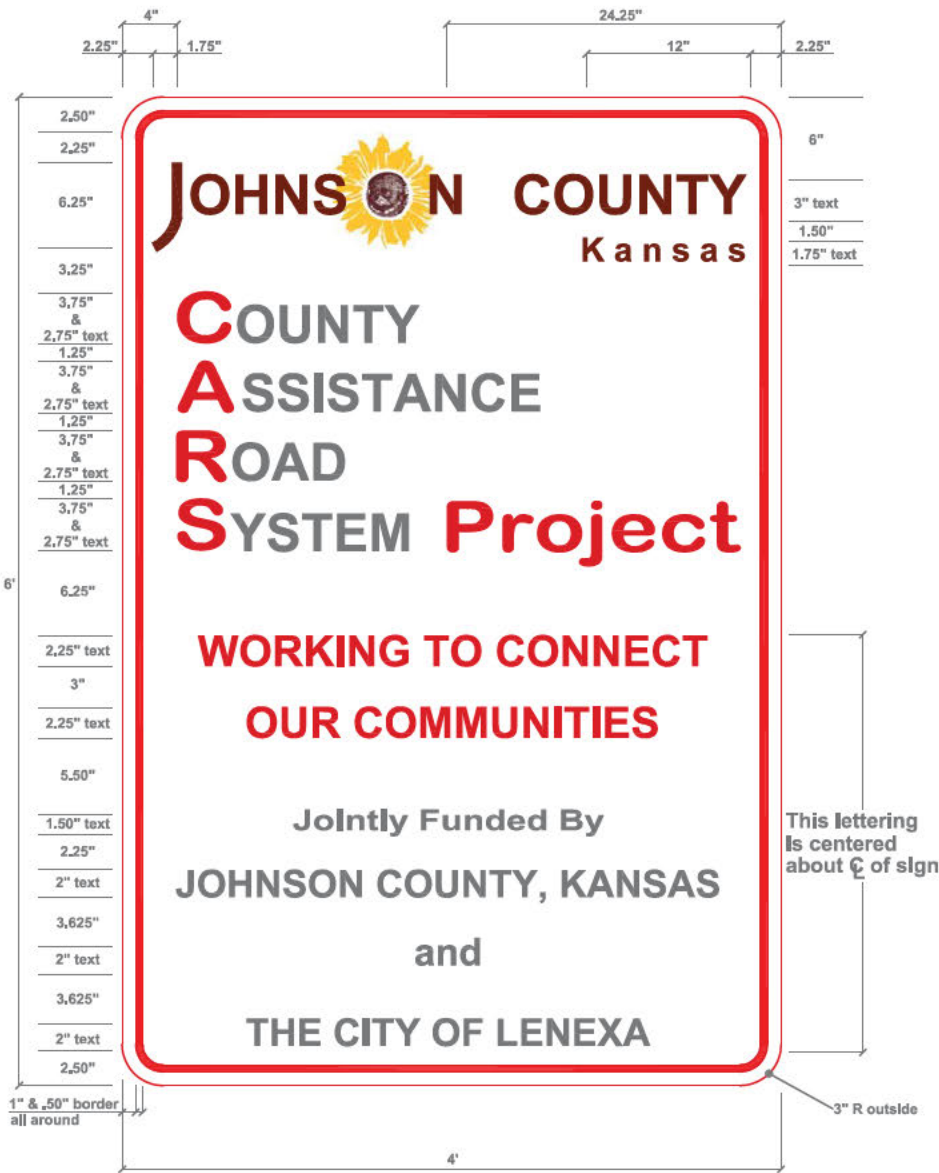 4"
24.25"
2.25"
1.75"
12"
2.25"
2.50"
2.25"
6.25"
3.25"
3.75"
&
2.75" text
1.25"
3.75"
&
2.75" text
1.25"
3.75"
&
2.75" text
1.25"
3.75"
&
2.75" text
6.25"
6'
2.25" text
3"
2.25" text
5.50"
1.50" text
2.25"
2" text
3.625"
2" text
3.625"
2" text
2.50"
1" & .50" border
all around
JOHNSON COUNTY
Kansas
COUNTY
ASSISTANCE
ROAD
SYSTEM Project
WORKING TO CONNECT
OUR COMMUNITIES
Jointly Funded By
JOHNSON COUNTY, KANSAS
and
THE CITY OF LENEXA
6"
3" text
1.50"
1.75" text
This lettering
is centered
about ℄ of sign
3" R outside
4'